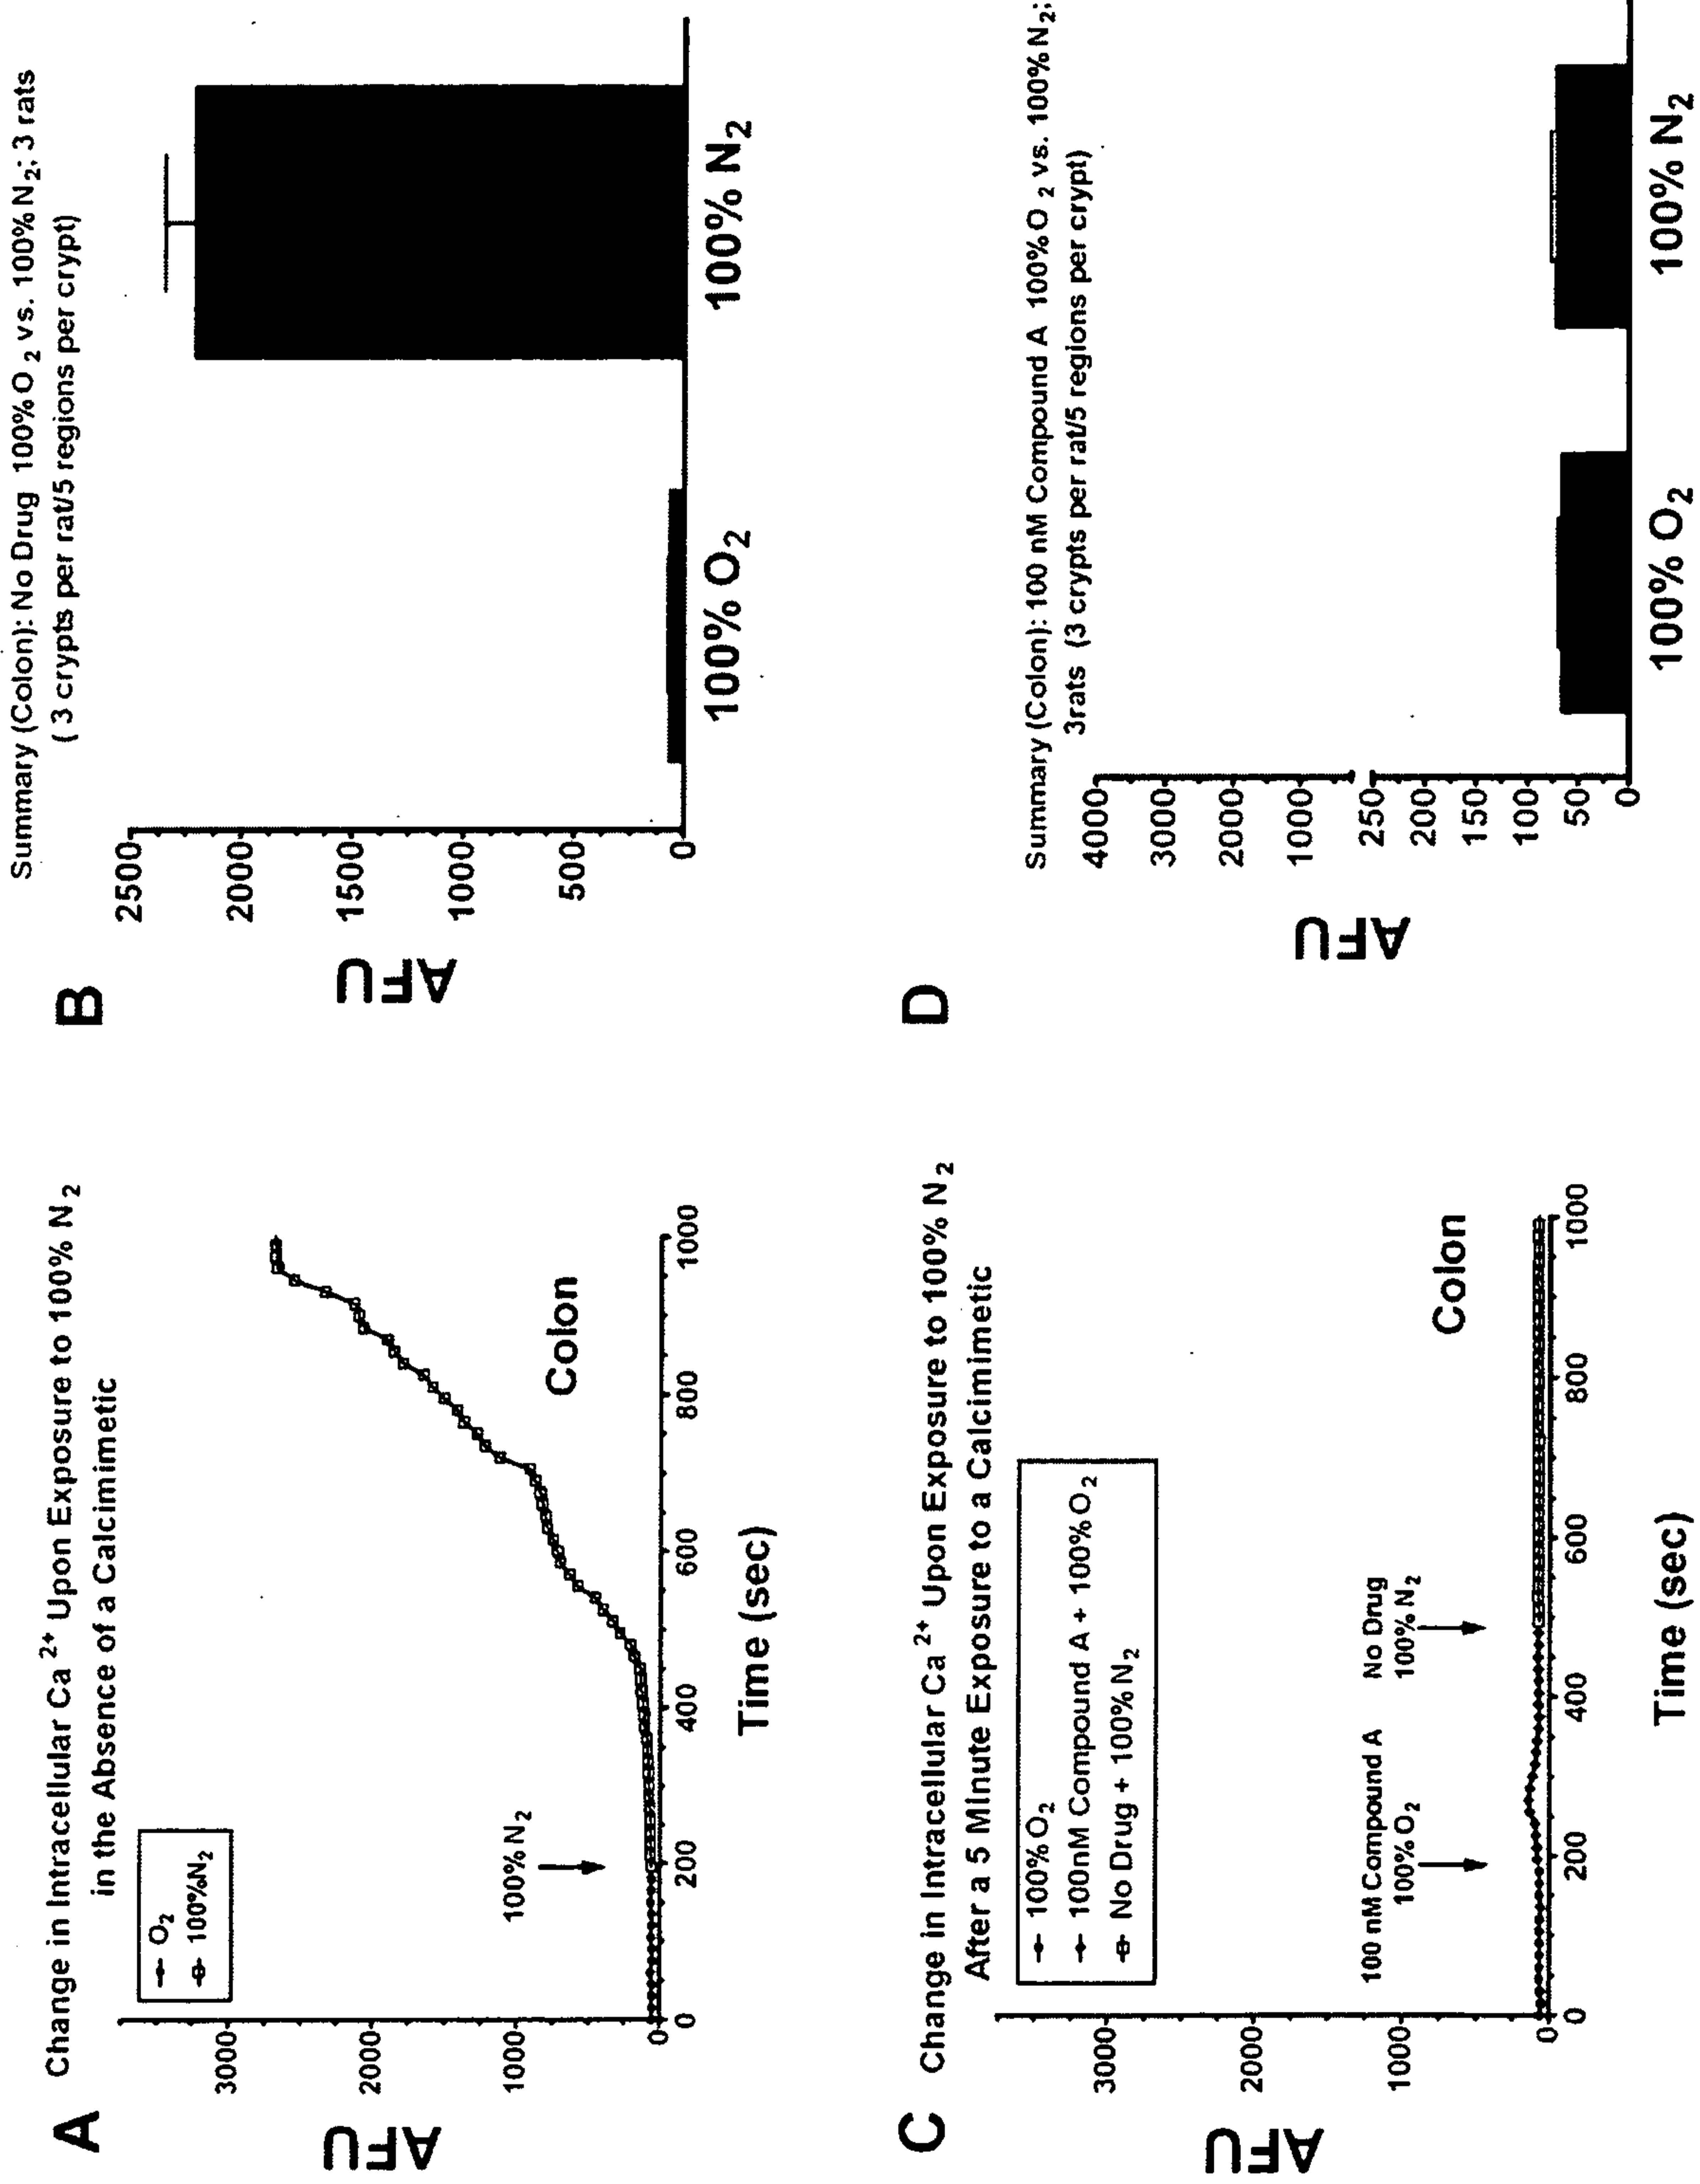 A
Change in Intracellular Ca2+ Upon Exposure to 100% N2
in the Absence of a Calcimimetic
O2
100%N2
100% N2
Colon
AFU
3000
2000
1000
0
0 200 400 600 800 1000
Time (sec)
B
Summary (Colon): No Drug 100% O2 vs. 100% N2; 3 rats
( 3 crypts per rat/5 regions per crypt)
AFU
2500
2000
1500
1000
500
0
100% O2 100% N2
C
Change in Intracellular Ca2+ Upon Exposure to 100% N2
After a 5 Minute Exposure to a Calcimimetic
100% O2
100nM Compound A + 100% O2
No Drug + 100% N2
100 nM Compound A
100% O2
No Drug
100% N2
Colon
AFU
3000
2000
1000
0
0 200 400 600 800 1000
Time (sec)
D
Summary (Colon): 100 nM Compound A 100% O2 vs. 100% N2;
3rats (3 crypts per rat/5 regions per crypt)
AFU
4000
3000
2000
1000
250
200
150
100
50
0
100% O2 100% N2